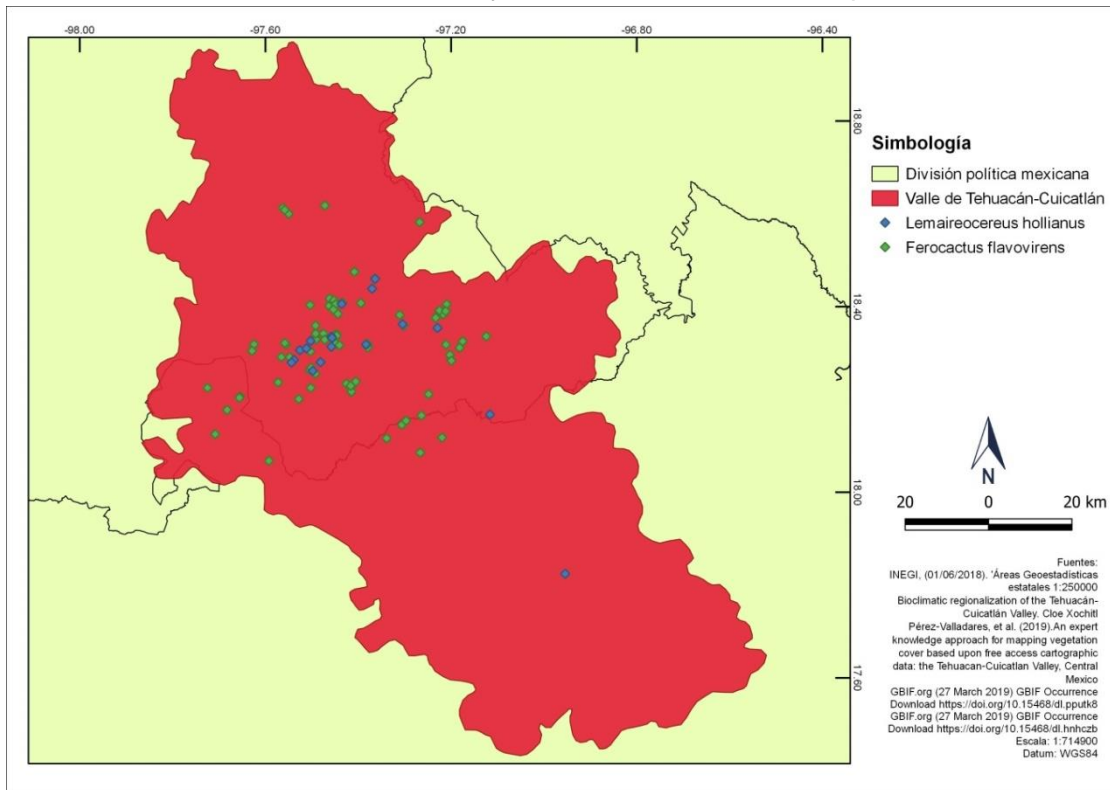 -98.00 -97.60 -97.20 -96.80 -96.40
18.80
18.40
18.00
17.60
Simbología
División política mexicana
Valle de Tehuacán-Cuicatlán
Lemaireocereus hollianus
Ferocactus flavovirens
N
20 0 20 km
Fuentes:
INEGI, (01/06/2018). 'Áreas Geoestadísticas
estatales 1:250000
Bioclimatic regionalization of the Tehuacán-
Cuicatlán Valley. Cloe Xochitl
Pérez-Valladares, et al. (2019).An expert
knowledge approach for mapping vegetation
cover based upon free access cartographic
data: the Tehuacan-Cuicatlan Valley, Central
Mexico
GBIF.org (27 March 2019) GBIF Occurrence
Download https://doi.org/10.15468/dl.pputk8
GBIF.org (27 March 2019) GBIF Occurrence
Download https://doi.org/10.15468/dl.hnhczb
Escala: 1:714900
Datum: WGS84